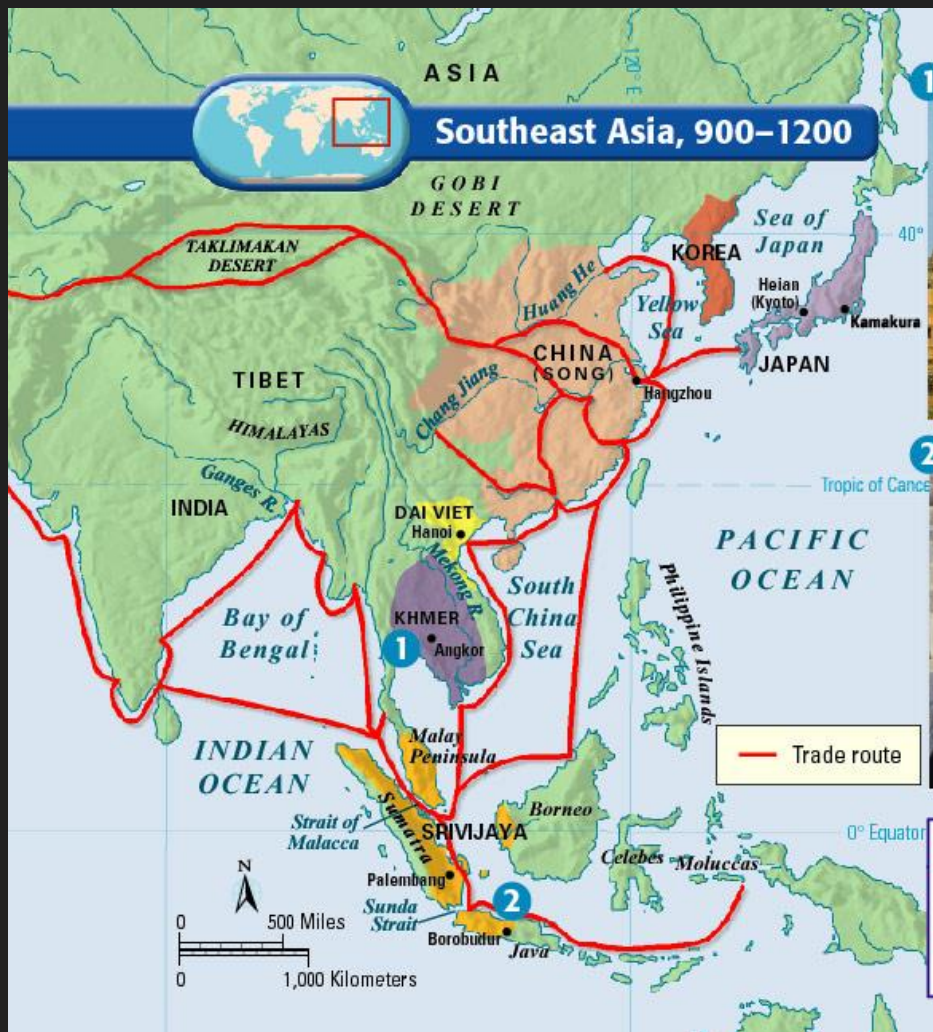 ASIA
120° E
1
Southeast Asia, 900–1200
GOBI
DESERT
TAKLIMAKAN
DESERT
Sea of
Japan
40°
KOREA
Huang He
Heian
(Kyoto)
Yellow
Sea
Kamakura
CHINA
(SONG)
JAPAN
TIBET
Hangzhou
Chang Jiang
HIMALAYAS
2
Ganges R.
Tropic of Cance
INDIA
DAI VIET
Hanoi
PACIFIC
OCEAN
Mekong R.
South
China
Sea
Philippine Islands
Bay of
Bengal
KHMER
1
Angkor
INDIAN
OCEAN
Malay
Peninsula
Trade route
Sumatra
Borneo
Strait of
Malacca
SRIVIJAYA
0° Equator
Celebes
Moluccas
N
Palembang
2
0 500 Miles
Sunda
Strait
Borobudur
Java
0 1,000 Kilometers